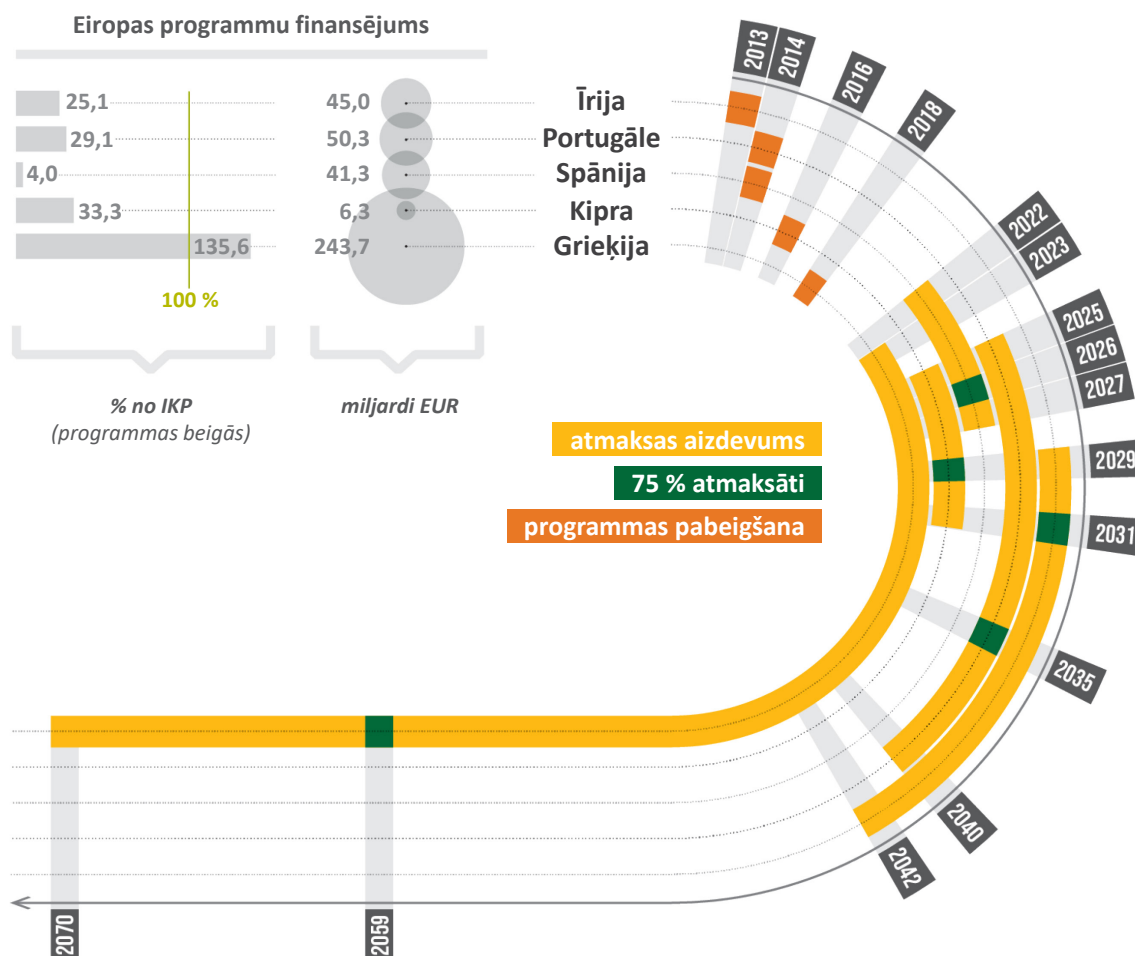 Eiropas programmu finansējums
25,1 45,0 Īrija
29,1 50,3 Portugāle
4,0 41,3 Spānija
33,3 6,3 Kipra
135,6 243,7 Grieķija
100 %
% no IKP
(programmas beigās)
miljardi EUR
atmaksas aizdevums
75 % atmaksāti
programmas pabeigšana
2013
2014
2016
2018
2022
2023
2025
2026
2027
2029
2031
2035
2040
2042
2059
2070